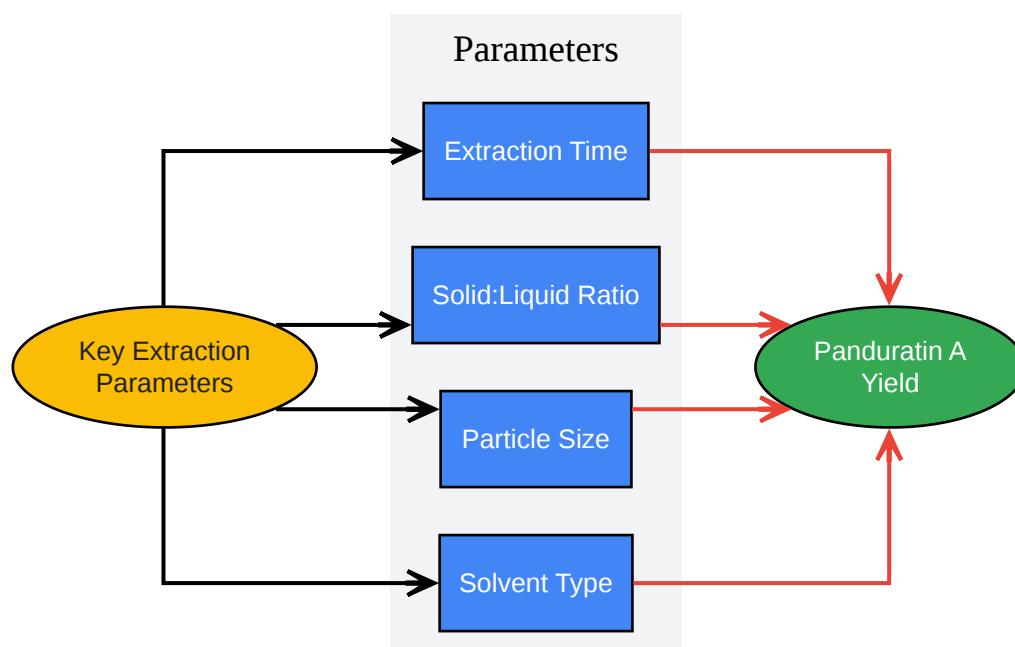 Parameters
Extraction Time
Solid:Liquid Ratio
Key Extraction
Parameters
Panduratin A
Yield
Particle Size
Solvent Type